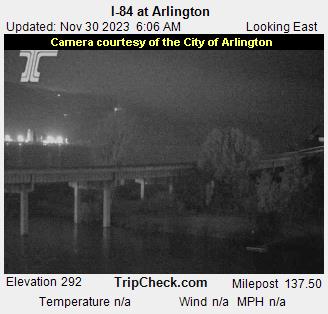 I-84 at Arlington
Updated: Nov 30 2023 6:06 AM Looking East
Camera courtesy of the City of Arlington
Elevation 292 TripCheck.com Milepost 137.50
Temperature n/a Wind n/a MPH n/a